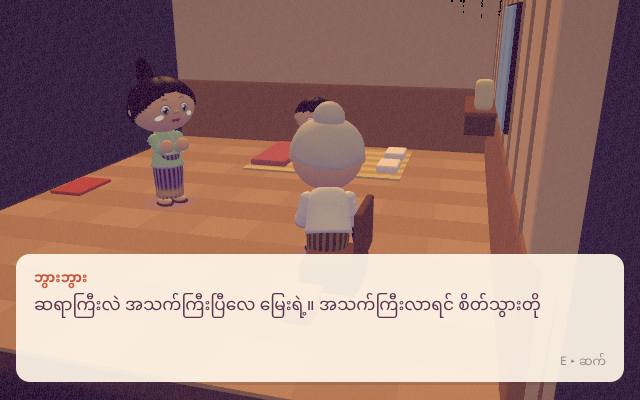 ဘွားဘွား
ဆရာကြီးလဲ အသက်ကြီးပြီလေ မြေးရဲ့။ အသက်ကြီးလာရင် စိတ်သွားတို
E • ဆက်